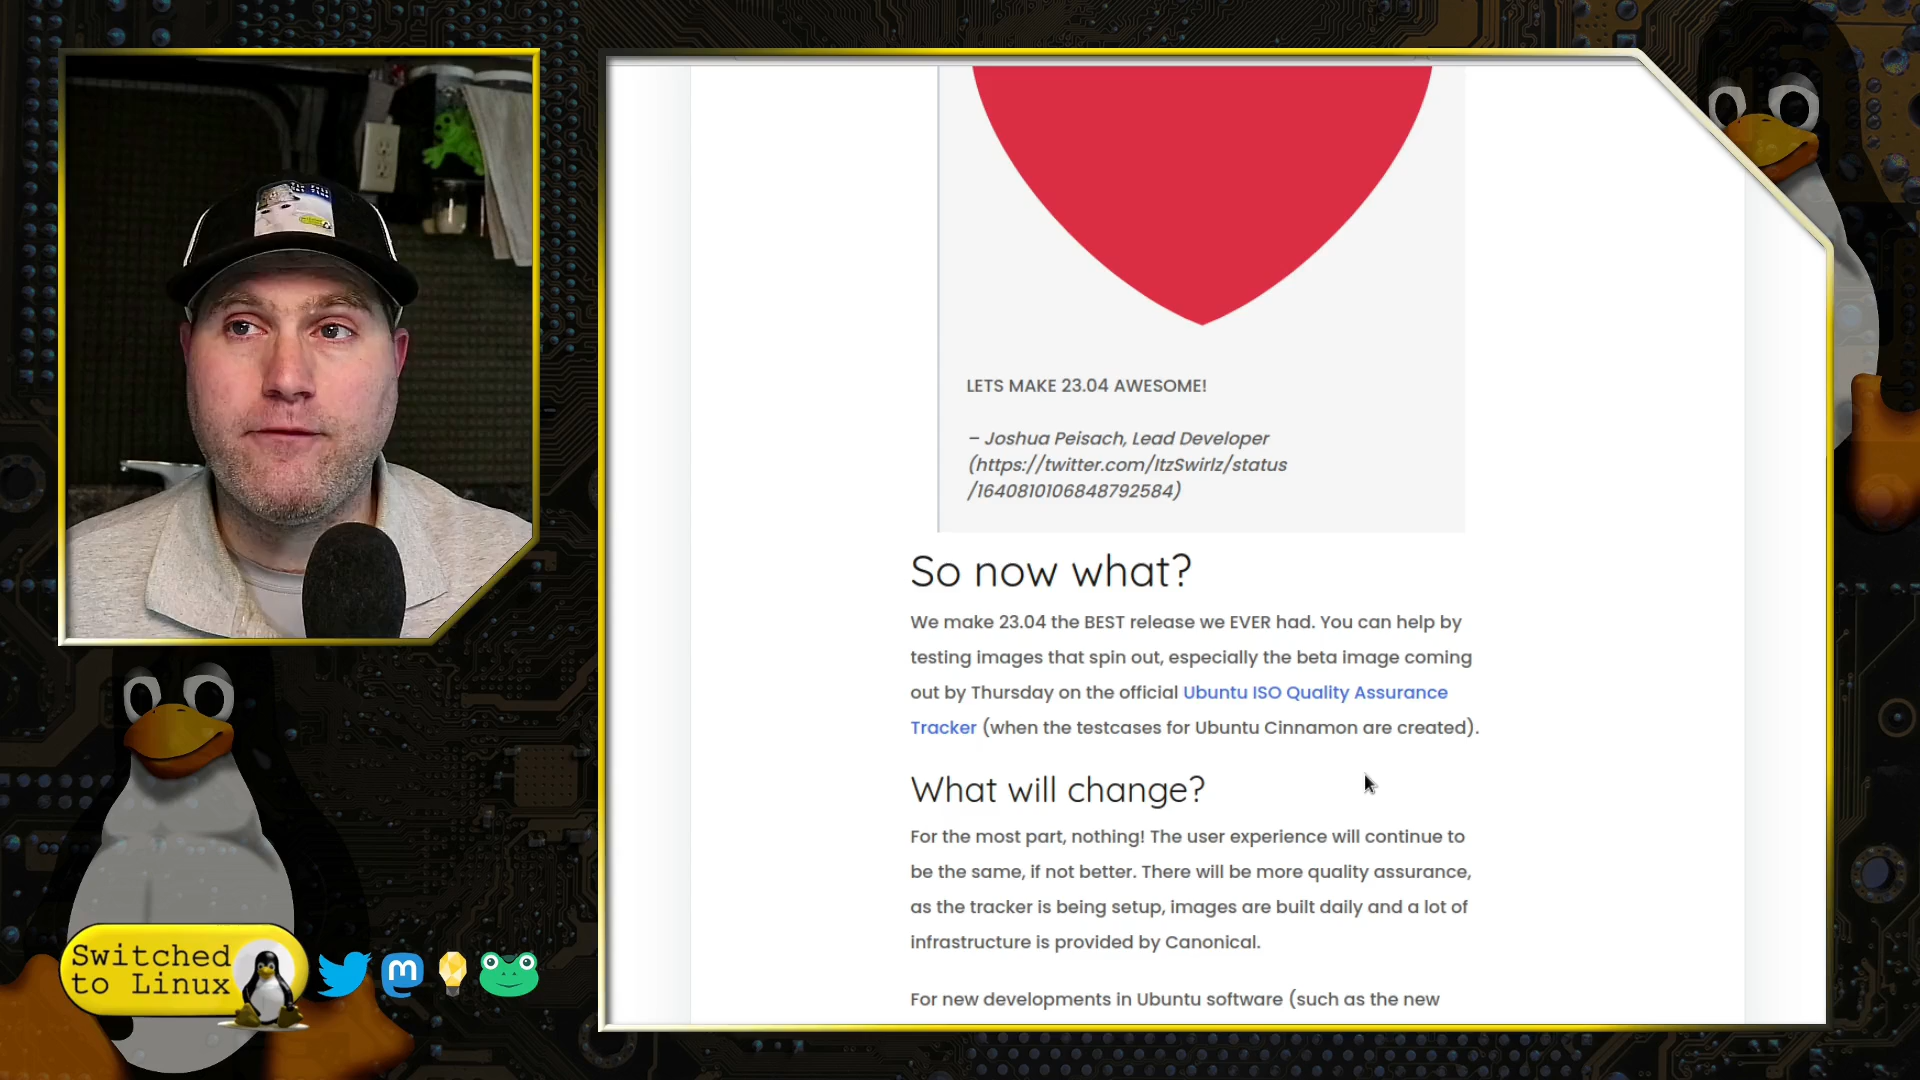 LETS MAKE 23.04 AWESOME!
– Joshua Peisach, Lead Developer
(https://twitter.com/ItzSwirlz/status
/1640810106848792584)
So now what?
We make 23.04 the BEST release we EVER had. You can help by
testing images that spin out, especially the beta image coming
out by Thursday on the official Ubuntu ISO Quality Assurance
Tracker (when the testcases for Ubuntu Cinnamon are created).
What will change?
For the most part, nothing! The user experience will continue to
be the same, if not better. There will be more quality assurance,
as the tracker is being setup, images are built daily and a lot of
infrastructure is provided by Canonical.
For new developments in Ubuntu software (such as the new
Switched
to Linux